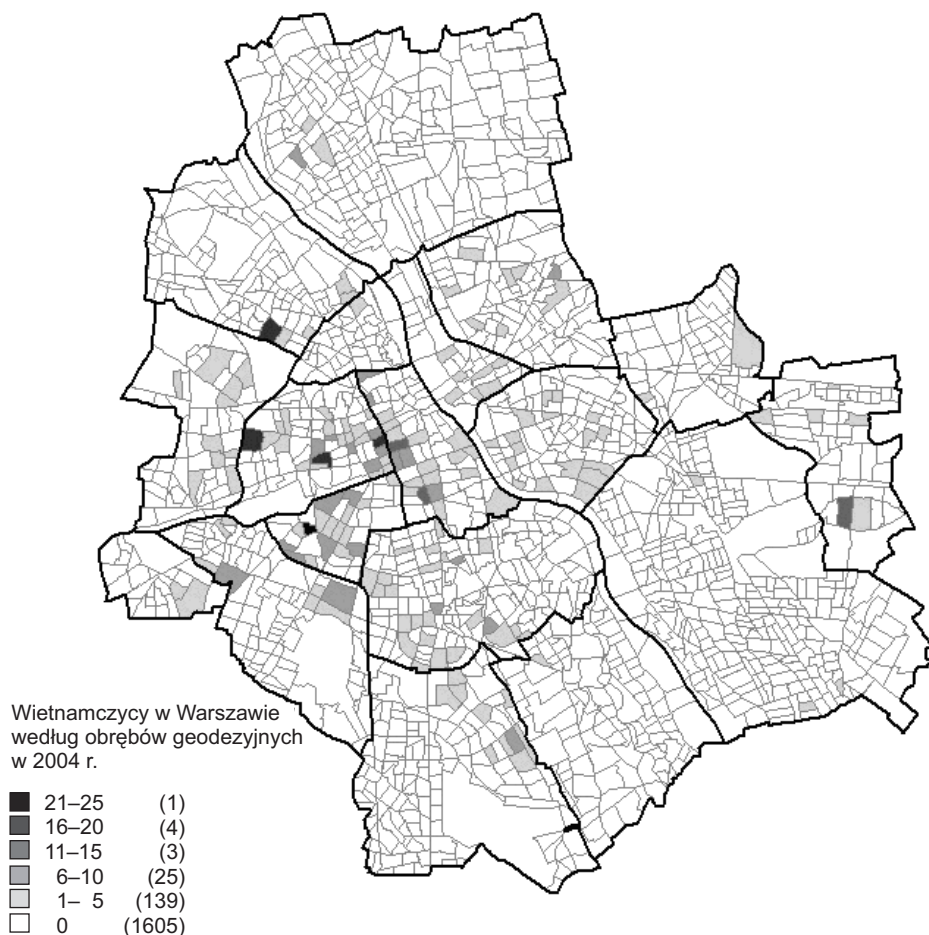 Wietnamczycy w Warszawie
według obrębów geodezyjnych
w 2004 r.
21–25 (1)
16–20 (4)
11–15 (3)
6–10 (25)
1– 5 (139)
0 (1605)